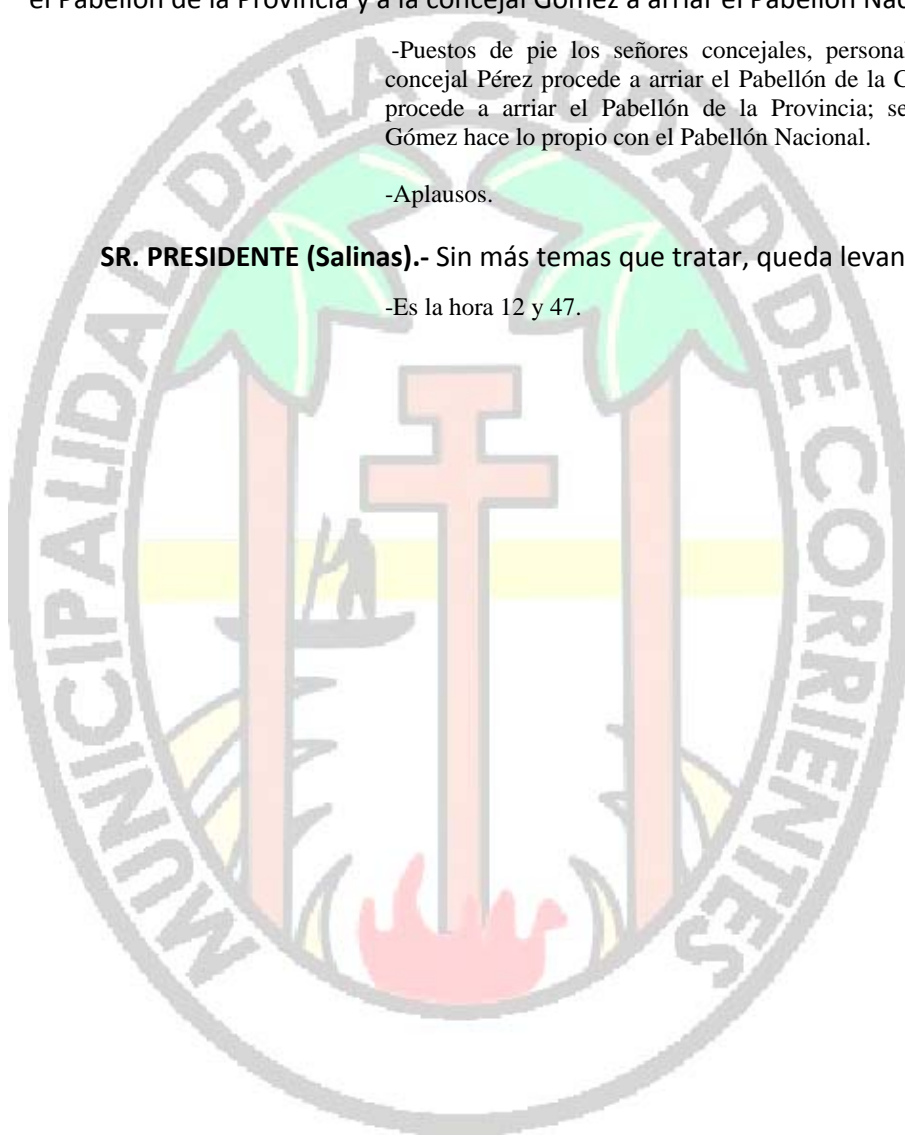 el Pabellón de la Provincia y a la concejal Gómez a arriar el Pabellón Nac
-Puestos de pie los señores concejales, personal
concejal Pérez procede a arriar el Pabellón de la C
procede a arriar el Pabellón de la Provincia; se
Gómez hace lo propio con el Pabellón Nacional.
-Aplausos.
SR. PRESIDENTE (Salinas).- Sin más temas que tratar, queda levan
-Es la hora 12 y 47.
MUNICIPALIDAD DE LA CIUDAD DE CORRIENTES